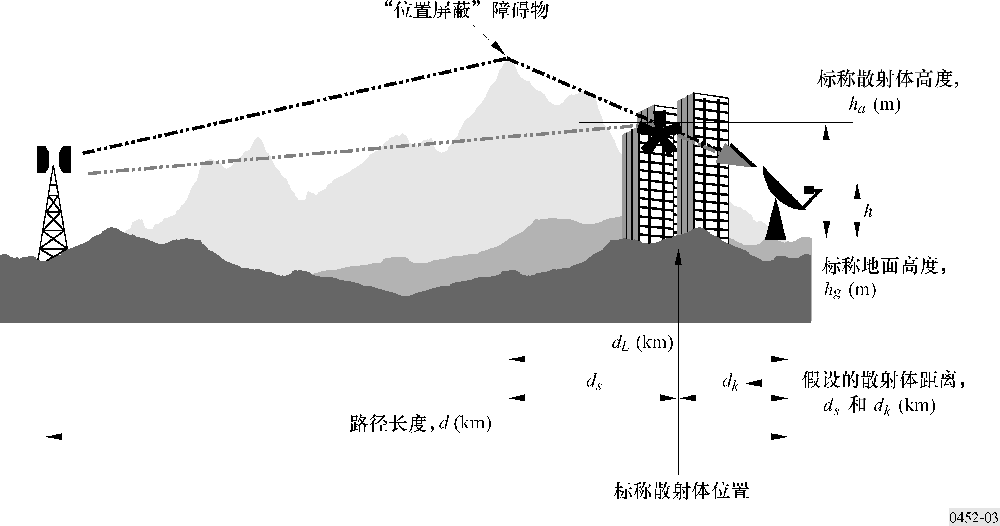 “位置屏蔽”障碍物
标称散射体高度,
hₐ (m)
h
标称地面高度，
hg (m)
dL (km)
ds
dk
假设的散射体距离，
ds 和 dk (km)
路径长度，d (km)
标称散射体位置
0452-03